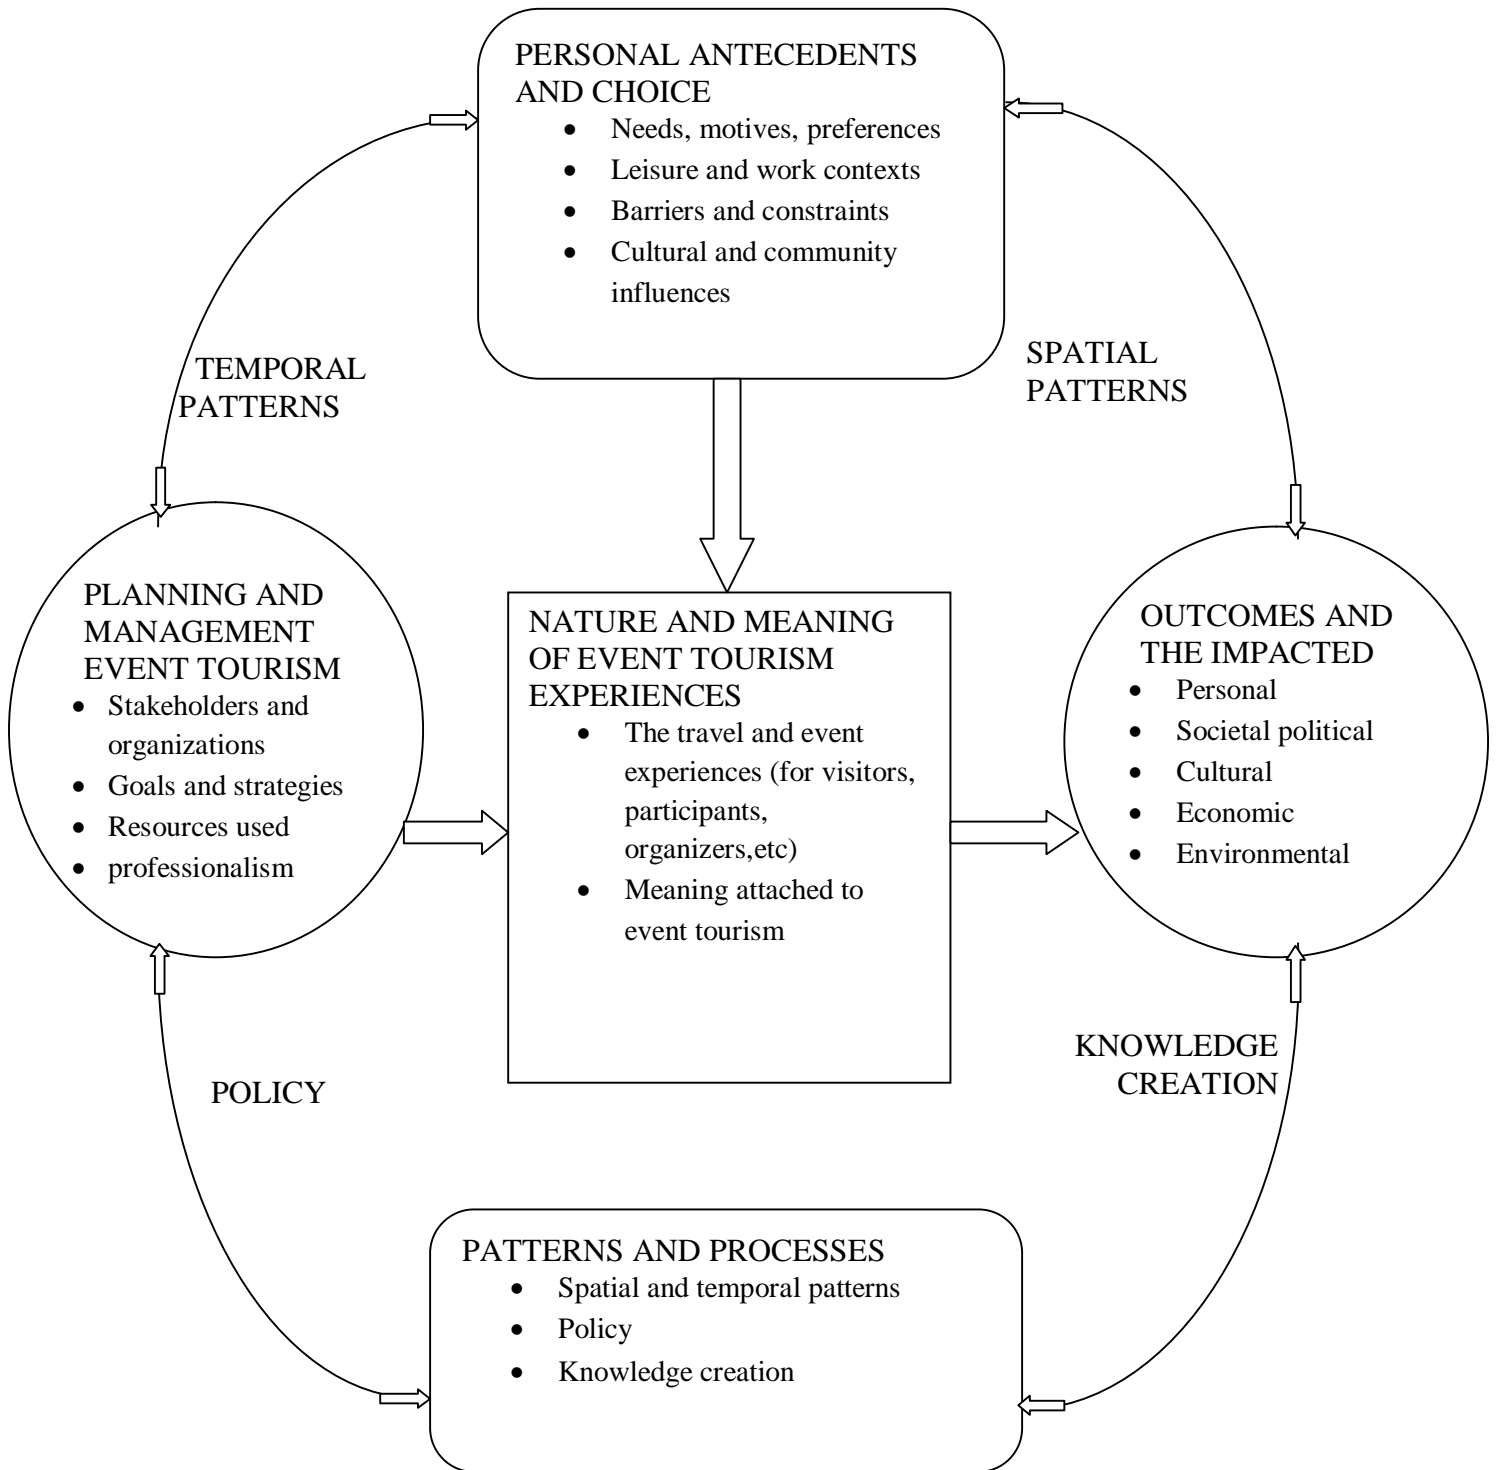 PERSONAL ANTECEDENTS
AND CHOICE
• Needs, motives, preferences
• Leisure and work contexts
• Barriers and constraints
• Cultural and community
influences
TEMPORAL
PATTERNS
SPATIAL
PATTERNS
PLANNING AND
MANAGEMENT
EVENT TOURISM
• Stakeholders and
organizations
• Goals and strategies
• Resources used
• professionalism
NATURE AND MEANING
OF EVENT TOURISM
EXPERIENCES
• The travel and event
experiences (for visitors,
participants,
organizers,etc)
• Meaning attached to
event tourism
OUTCOMES AND
THE IMPACTED
• Personal
• Societal political
• Cultural
• Economic
• Environmental
POLICY
KNOWLEDGE
CREATION
PATTERNS AND PROCESSES
• Spatial and temporal patterns
• Policy
• Knowledge creation